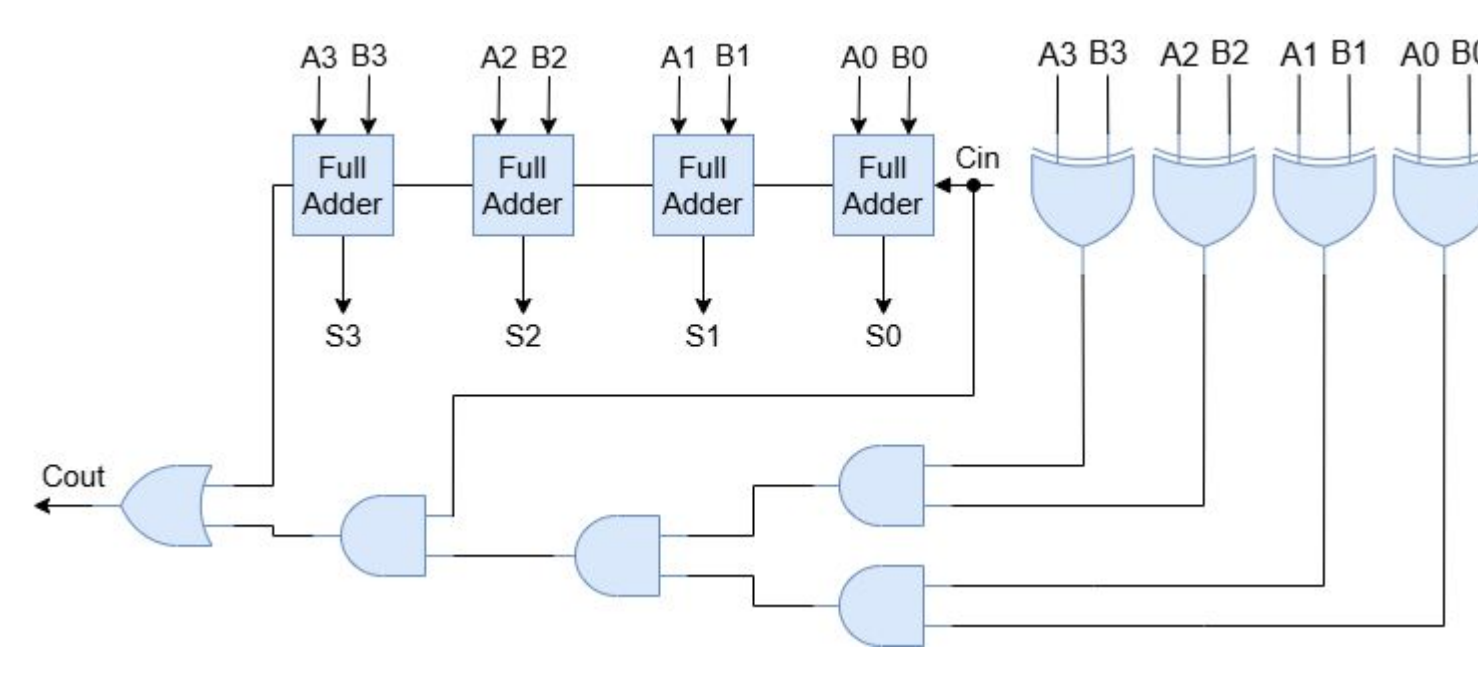 A3 B3 A2 B2 A1 B1 A0 B0 A3 B3 A2 B2 A1 B1 A0
Full Adder Full Adder Full Adder Full Adder Cin
S3 S2 S1 S0
Cout